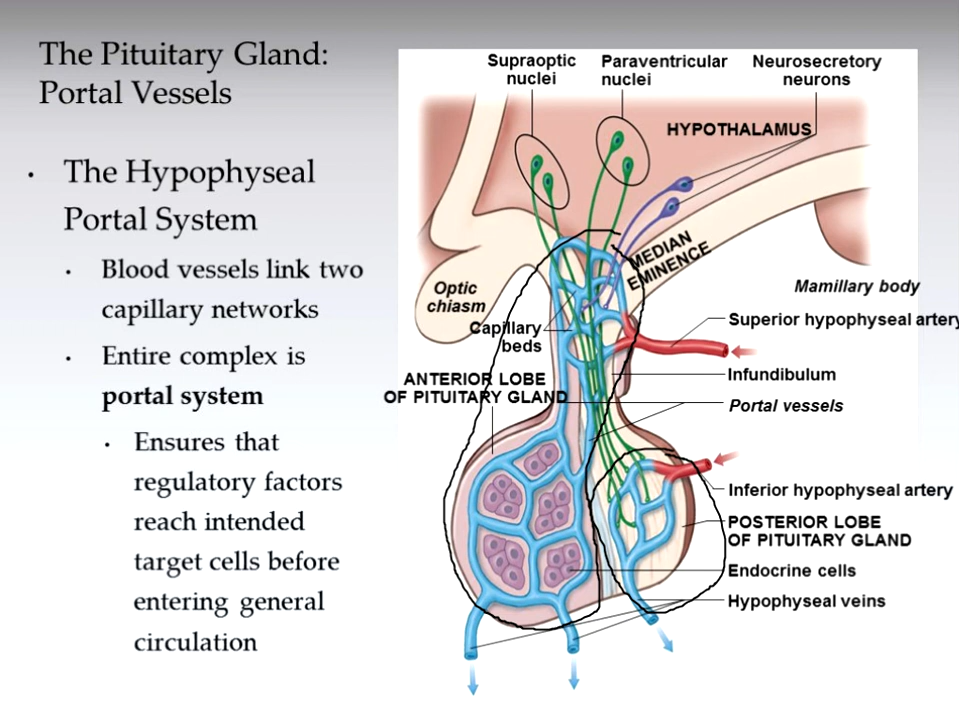 The Pituitary Gland:
Portal Vessels
• The Hypophyseal
Portal System
• Blood vessels link two
capillary networks
• Entire complex is
portal system
• Ensures that
regulatory factors
reach intended
target cells before
entering general
circulation
Supraoptic
nuclei
Paraventricular
nuclei
Neurosecretory
neurons
HYPOTHALAMUS
MEDIAN
EMINENCE
Optic
chiasm
Mamillary body
Capillary
beds
Superior hypophyseal artery
Infundibulum
ANTERIOR LOBE
OF PITUITARY GLAND
Portal vessels
Inferior hypophyseal artery
POSTERIOR LOBE
OF PITUITARY GLAND
Endocrine cells
Hypophyseal veins